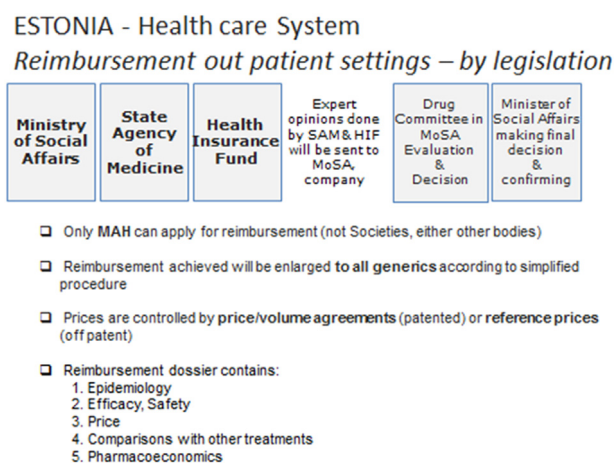 ESTONIA - Health care System
Reimbursement out patient settings – by legislation
Ministry
of Social
Affairs
State
Agency
of
Medicine
Health
Insurance
Fund
Expert
opinions done
by SAM & HIF
will be sent to
MoSA,
company
Drug
Committee in
MoSA
Evaluation
&
Decision
Minister of
Social Affairs
making final
decision
&
confirming
Only MAH can apply for reimbursement (not Societies, either other bodies)
Reimbursement achieved will be enlarged to all generics according to simplified
procedure
Prices are controlled by price/volume agreements (patented) or reference prices
(off patent)
Reimbursement dossier contains:
1. Epidemiology
2. Efficacy, Safety
3. Price
4. Comparisons with other treatments
5. Pharmacoeconomics